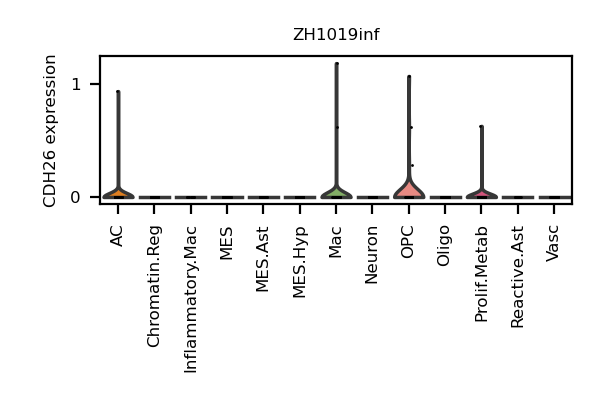 ZH1019inf
CDH26 expression
1
0
AC
Chromatin.Reg
Inflammatory.Mac
MES
MES.Ast
MES.Hyp
Mac
Neuron
OPC
Oligo
Prolif.Metab
Reactive.Ast
Vasc